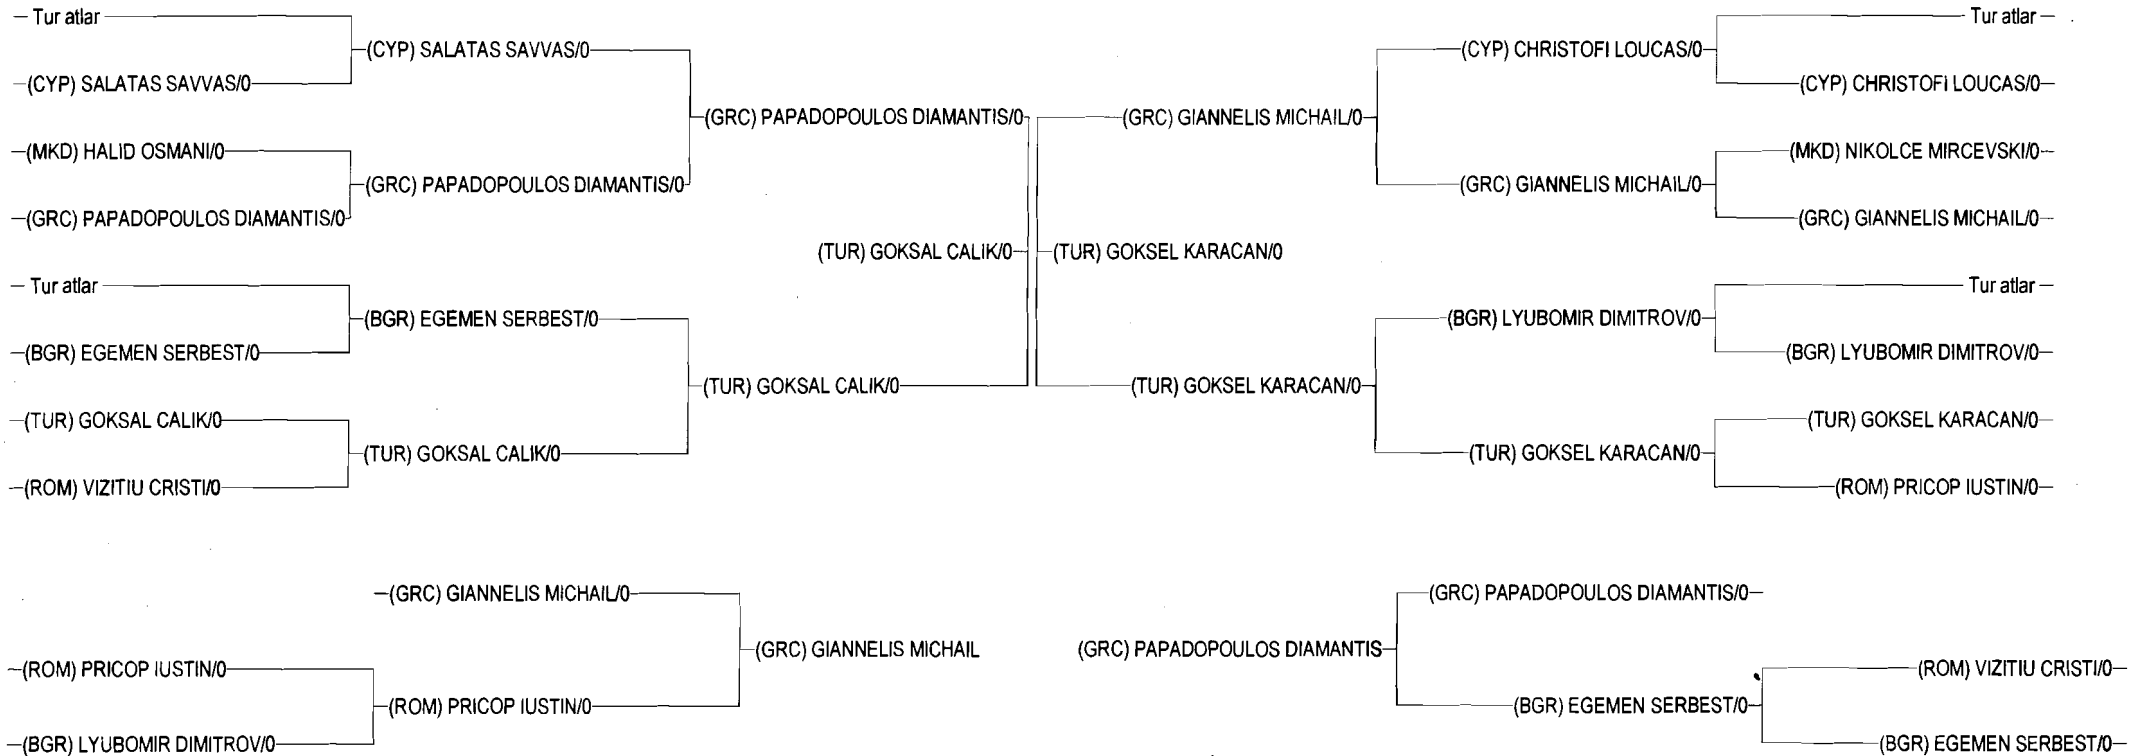 Tur atlar
(CYP) SALATAS SAVVAS/0
(CYP) SALATAS SAVVAS/0
(MKD) HALID OSMANI/0
(GRC) PAPADOPOULOS DIAMANTIS/0
(GRC) PAPADOPOULOS DIAMANTIS/0
(GRC) PAPADOPOULOS DIAMANTIS/0
Tur atlar
(BGR) EGEMEN SERBEST/0
(BGR) EGEMEN SERBEST/0
(TUR) GOKSAL CALIK/0
(TUR) GOKSAL CALIK/0
(ROM) VIZITIU CRISTI/0
(TUR) GOKSAL CALIK/0
(TUR) GOKSAL CALIK/0
(TUR) GOKSEL KARACAN/0
(GRC) GIANNELIS MICHAIL/0
(CYP) CHRISTOFI LOUCAS/0
Tur atlar
(CYP) CHRISTOFI LOUCAS/0
(GRC) GIANNELIS MICHAIL/0
(MKD) NIKOLCE MIRCEVSKI/0
(GRC) GIANNELIS MICHAIL/0
(TUR) GOKSEL KARACAN/0
(BGR) LYUBOMIR DIMITROV/0
Tur atlar
(BGR) LYUBOMIR DIMITROV/0
(TUR) GOKSEL KARACAN/0
(TUR) GOKSEL KARACAN/0
(ROM) PRICOP IUSTIN/0
(GRC) GIANNELIS MICHAIL/0
(GRC) GIANNELIS MICHAIL
(ROM) PRICOP IUSTIN/0
(ROM) PRICOP IUSTIN/0
(BGR) LYUBOMIR DIMITROV/0
(GRC) PAPADOPOULOS DIAMANTIS/0
(GRC) PAPADOPOULOS DIAMANTIS
(ROM) VIZITIU CRISTI/0
(BGR) EGEMEN SERBEST/0
(BGR) EGEMEN SERBEST/0